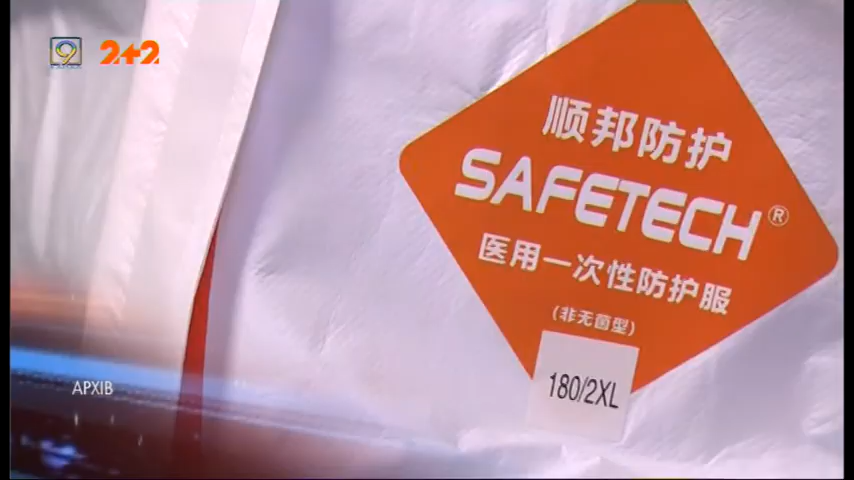 2+2
顺邦防护
SAFETECH®
医用一次性防护服
(非无菌型)
180/2XL
АРХІВ